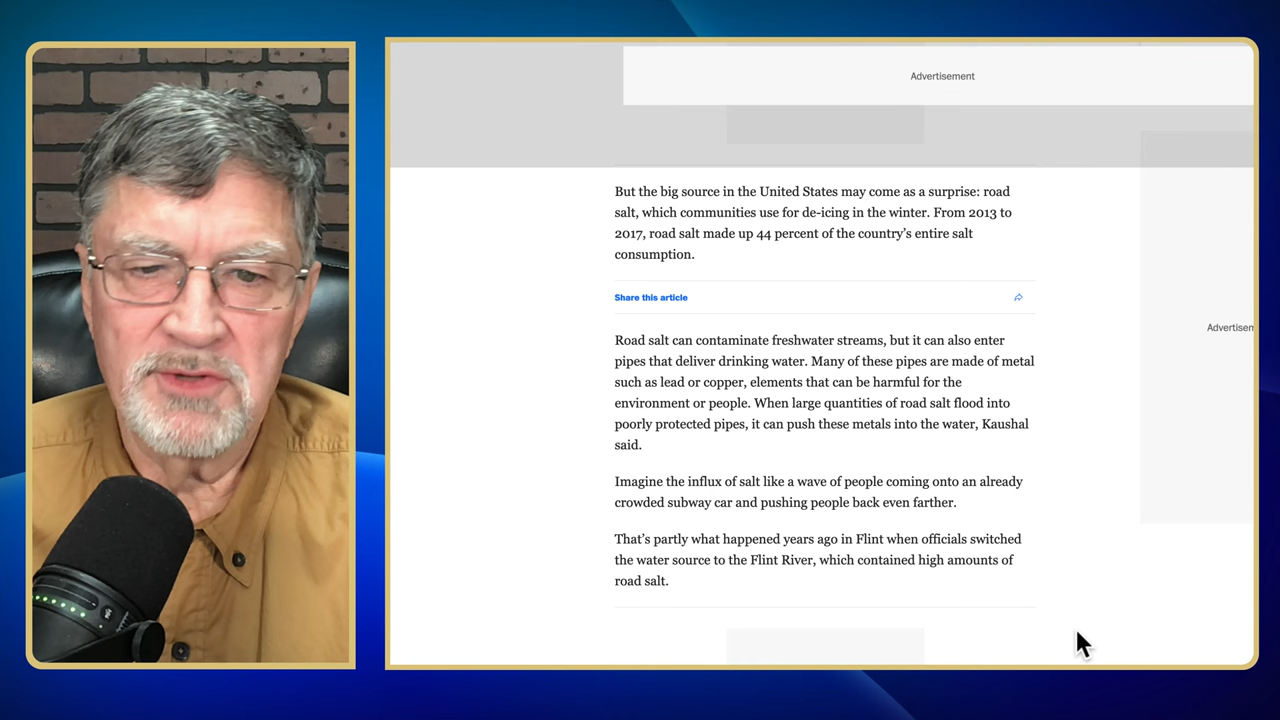 Advertisement
But the big source in the United States may come as a surprise: road
salt, which communities use for de-icing in the winter. From 2013 to
2017, road salt made up 44 percent of the country's entire salt
consumption.
Share this article
Road salt can contaminate freshwater streams, but it can also enter
pipes that deliver drinking water. Many of these pipes are made of metal
such as lead or copper, elements that can be harmful for the
environment or people. When large quantities of road salt flood into
poorly protected pipes, it can push these metals into the water, Kaushal
said.
Advertisem
Imagine the influx of salt like a wave of people coming onto an already
crowded subway car and pushing people back even farther.
That's partly what happened years ago in Flint when officials switched
the water source to the Flint River, which contained high amounts of
road salt.